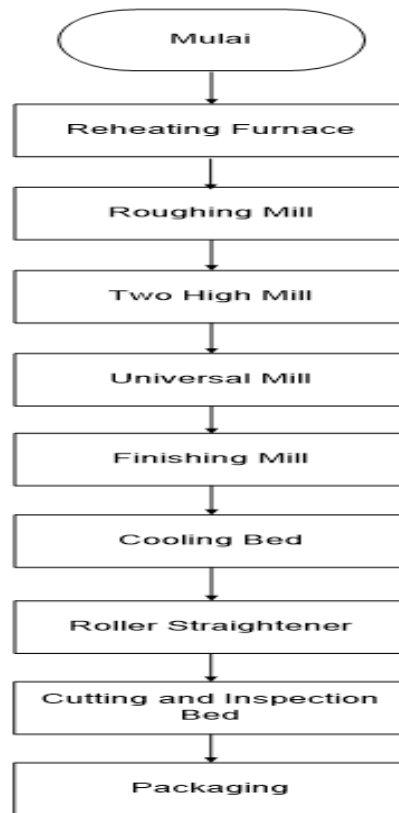 Mulai
Reheating Furnace
Roughing Mill
Two High Mill
Universal Mill
Finishing Mill
Cooling Bed
Roller Straightener
Cutting and Inspection
Bed
Packaging